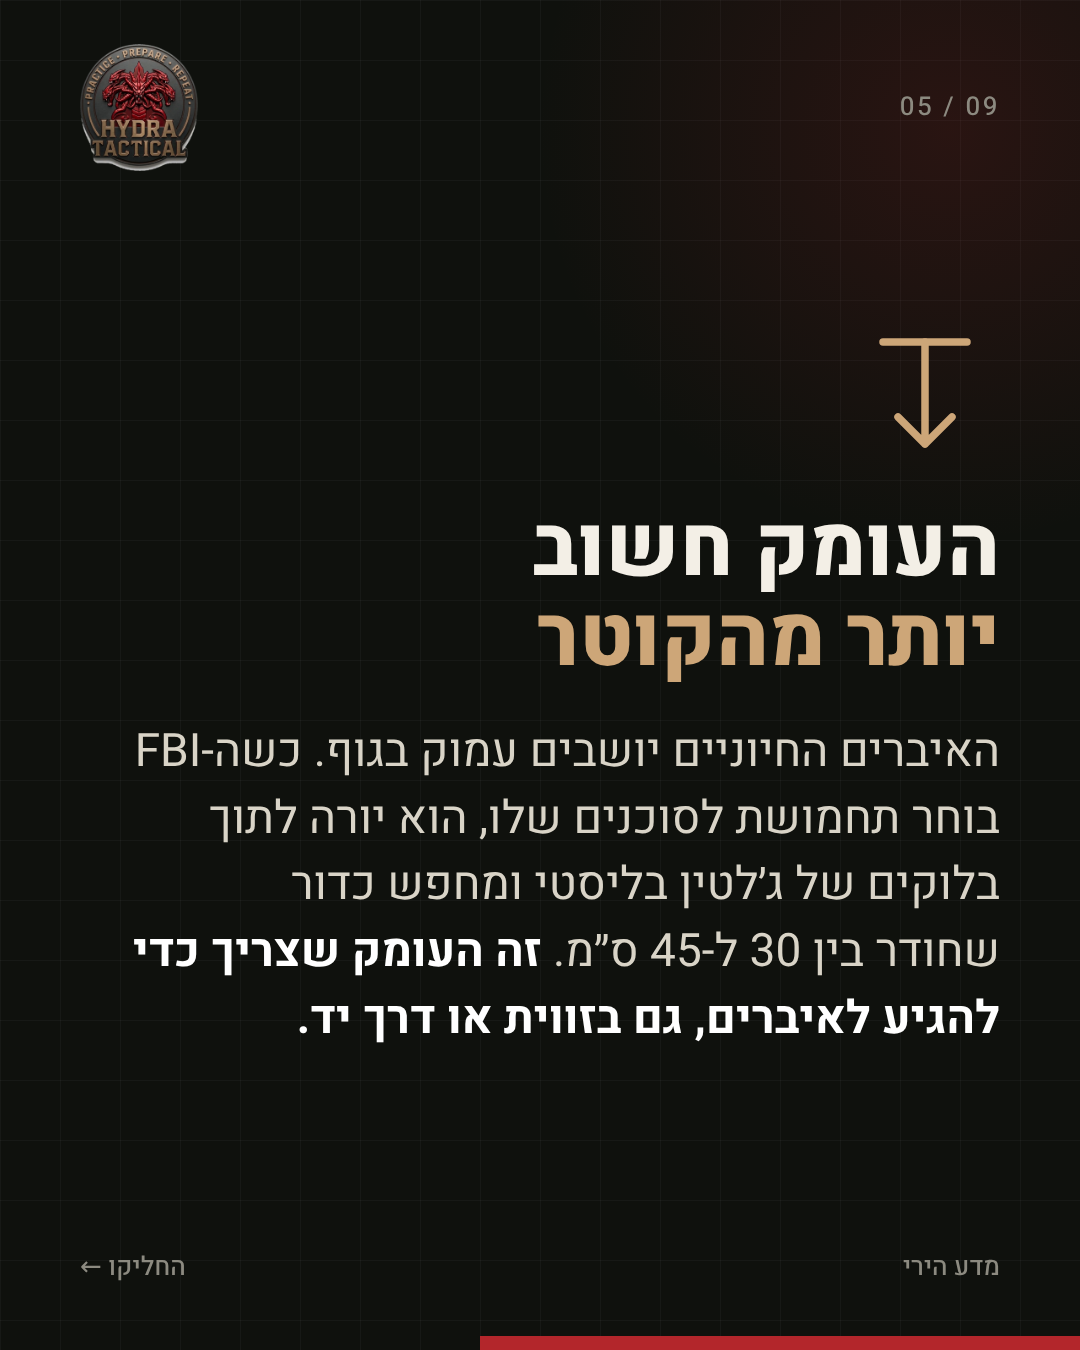 PRACTICE · PREPARE · REPEAT
HYDRA
TACTICAL
05 / 09
העומק חשוב
יותר מהקוטר
האיברים החיוניים יושבים עמוק בגוף. כשה-FBI
בוחר תחמושת לסוכנים שלו, הוא יורה לתוך
בלוקים של ג׳לטין בליסטי ומחפש כדור
שחודר בין 30 ל-45 ס״מ. זה העומק שצריך כדי
להגיע לאיברים, גם בזווית או דרך יד.
מדע הירי
החליקו ←